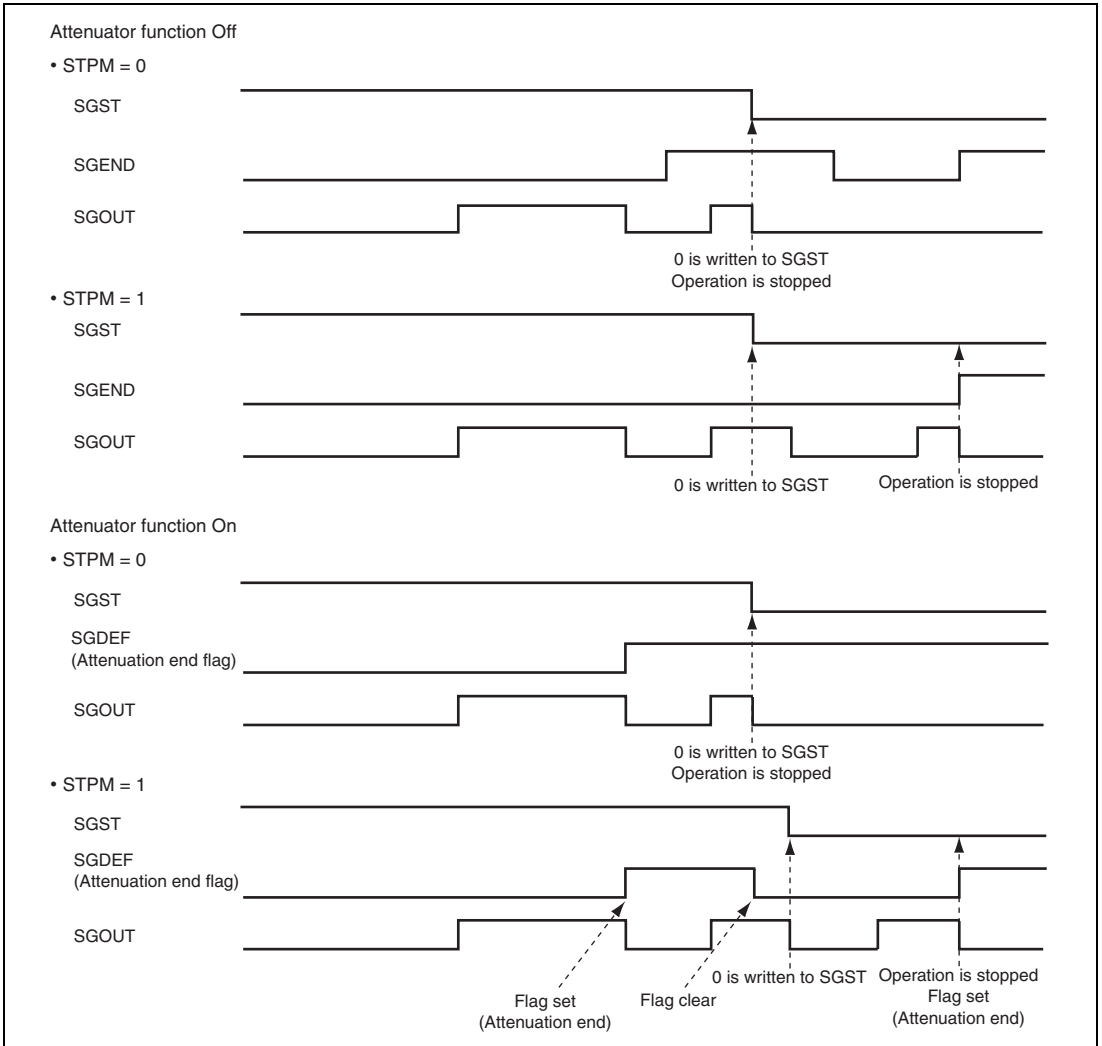 Attenuator function Off
• STPM = 0
SGST
SGEND
SGOUT
0 is written to SGST
Operation is stopped
• STPM = 1
SGST
SGEND
SGOUT
0 is written to SGST
Operation is stopped
Attenuator function On
• STPM = 0
SGST
SGDEF
(Attenuation end flag)
SGOUT
0 is written to SGST
Operation is stopped
• STPM = 1
SGST
SGDEF
(Attenuation end flag)
SGOUT
Flag set
(Attenuation end)
Flag clear
0 is written to SGST
Operation is stopped
Flag set
(Attenuation end)